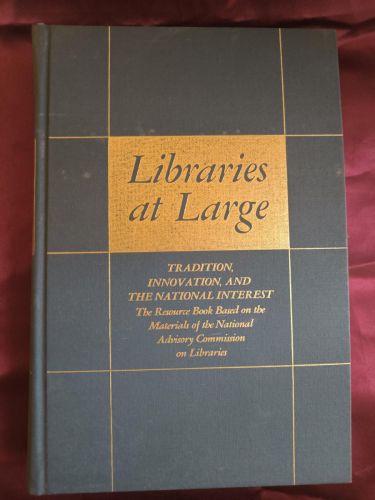 Libraries
at Large
TRADITION,
INNOVATION, AND
THE NATIONAL INTEREST
The Resource Book Based on the
Materials of the National
Advisory Commission
on Libraries